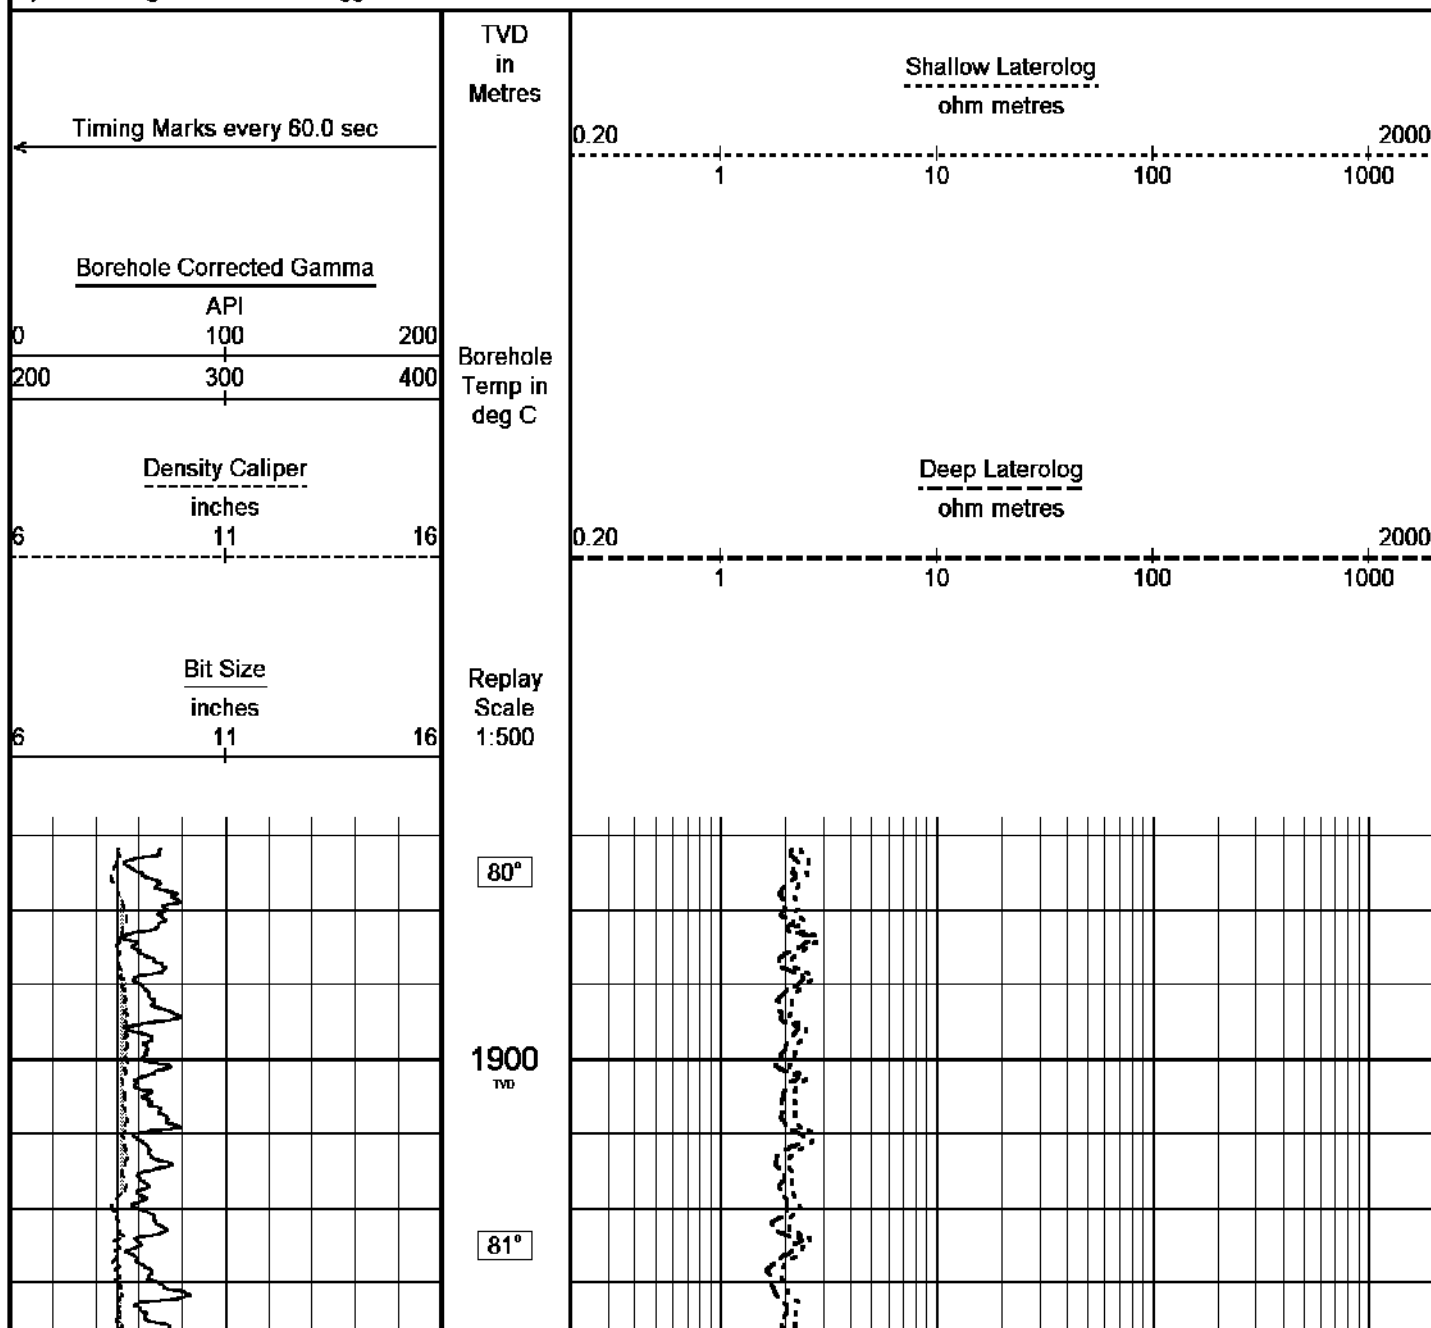 Timing Marks every 60.0 sec
Borehole Corrected Gamma
API
0 100 200
200 300 400
Density Caliper
inches
6 11 16
Bit Size
inches
6 11 16
TVD
in
Metres
Borehole
Temp in
deg C
Replay
Scale
1:500
Shallow Laterolog
ohm metres
0.20 2000
1 10 100 1000
Deep Laterolog
ohm metres
0.20 2000
1 10 100 1000
80°
1900
TVD
81°